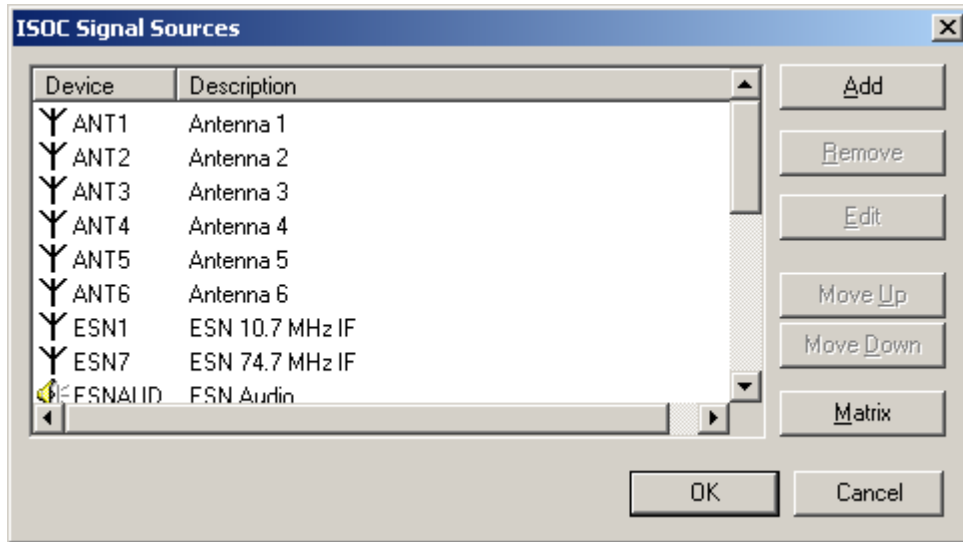 ISOC Signal Sources
Device Description
ANT1 Antenna 1
ANT2 Antenna 2
ANT3 Antenna 3
ANT4 Antenna 4
ANT5 Antenna 5
ANT6 Antenna 6
ESN1 ESN 10.7 MHz IF
ESN7 ESN 74.7 MHz IF
ESNAUD ESN Audio
Add
Remove
Edit
Move Up
Move Down
Matrix
OK Cancel